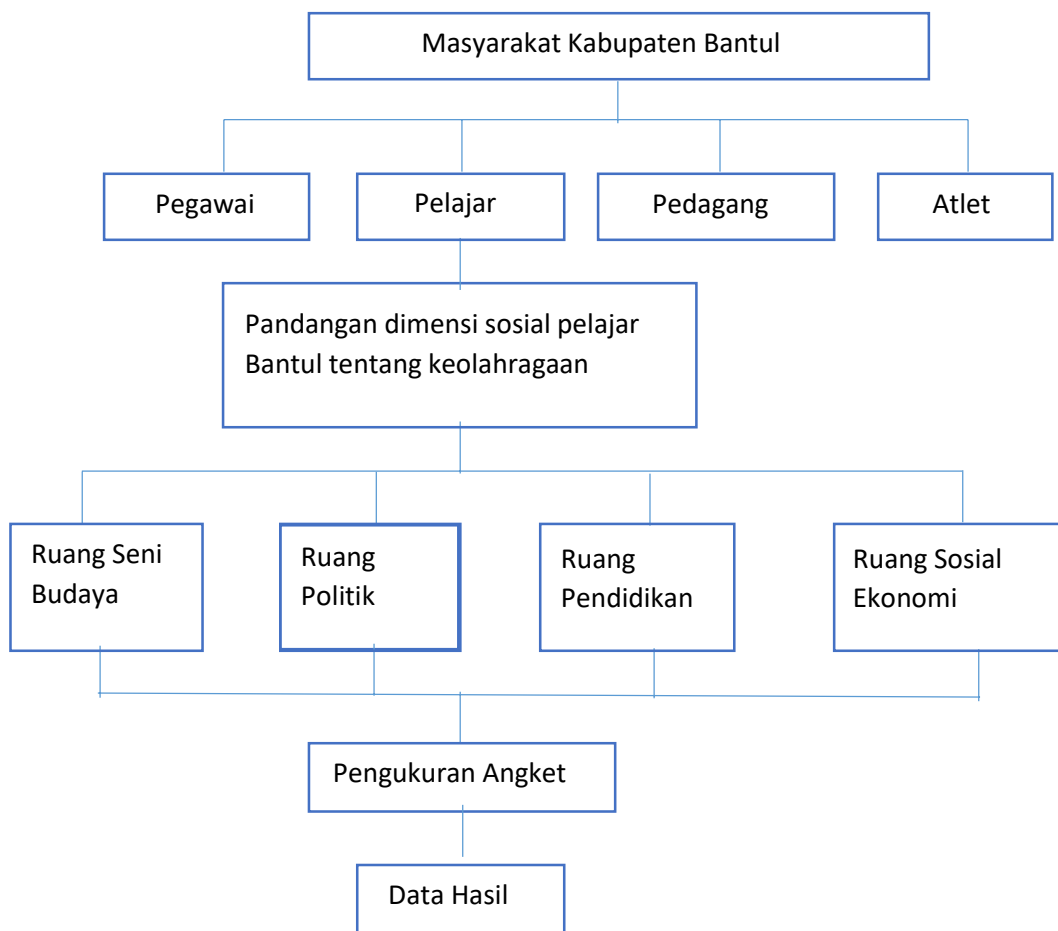 Masyarakat Kabupaten Bantul
Pegawai
Pelajar
Pedagang
Atlet
Pandangan dimensi sosial pelajar
Bantul tentang keolahragaan
Ruang Seni
Budaya
Ruang
Politik
Ruang
Pendidikan
Ruang Sosial
Ekonomi
Pengukuran Angket
Data Hasil